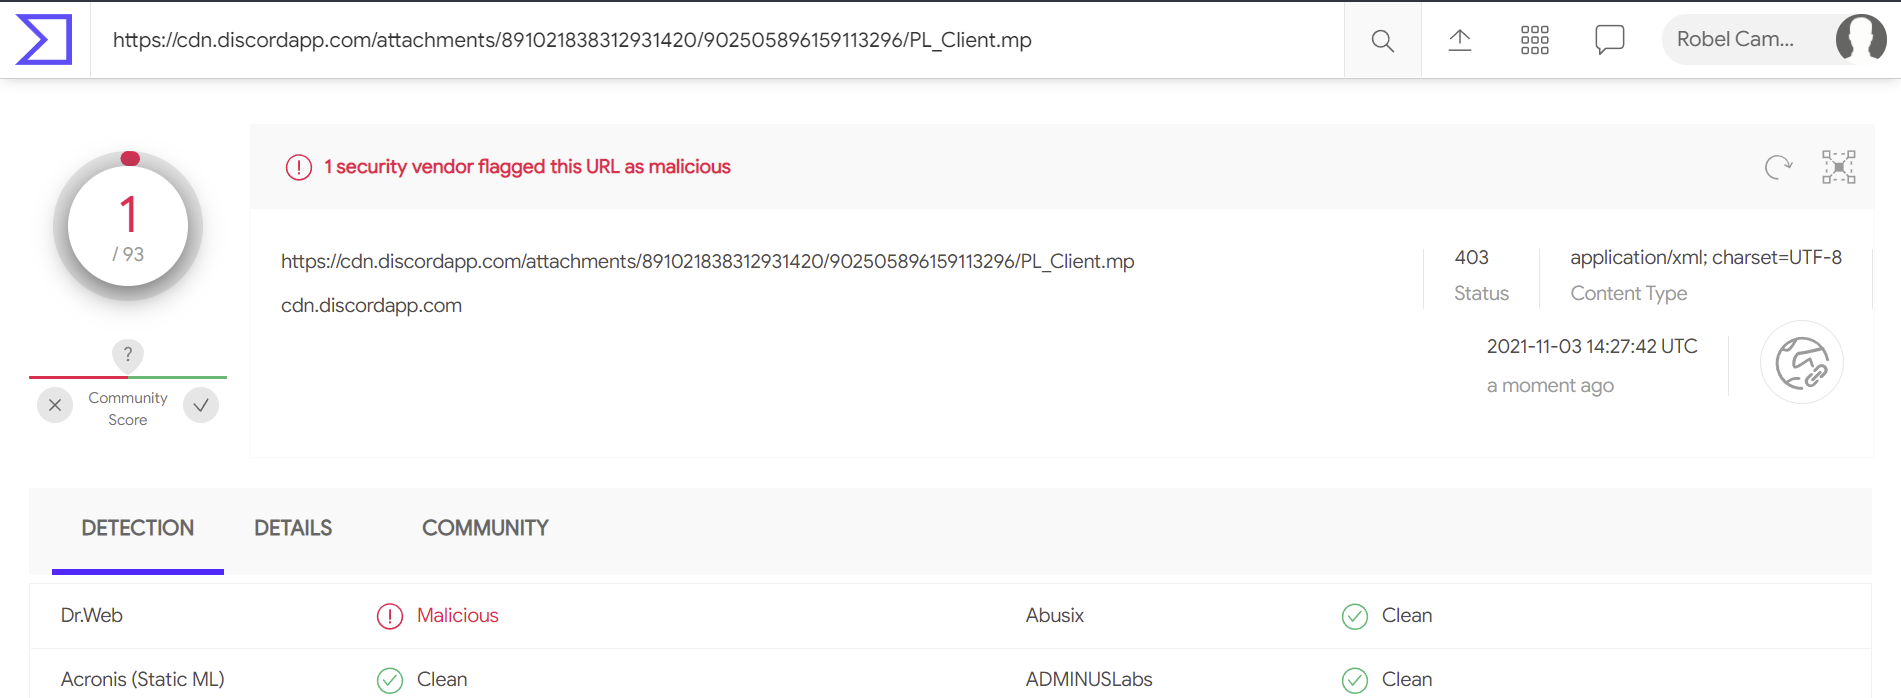 https://cdn.discordapp.com/attachments/891021838312931420/902505896159113296/PL_Client.mp
Robel Cam...
1
/ 93
?
Community
Score
1 security vendor flagged this URL as malicious
https://cdn.discordapp.com/attachments/891021838312931420/902505896159113296/PL_Client.mp
cdn.discordapp.com
403
Status
application/xml; charset=UTF-8
Content Type
2021-11-03 14:27:42 UTC
a moment ago
DETECTION DETAILS COMMUNITY
Dr.Web Malicious Abusix Clean
Acronis (Static ML) Clean ADMINUSLabs Clean